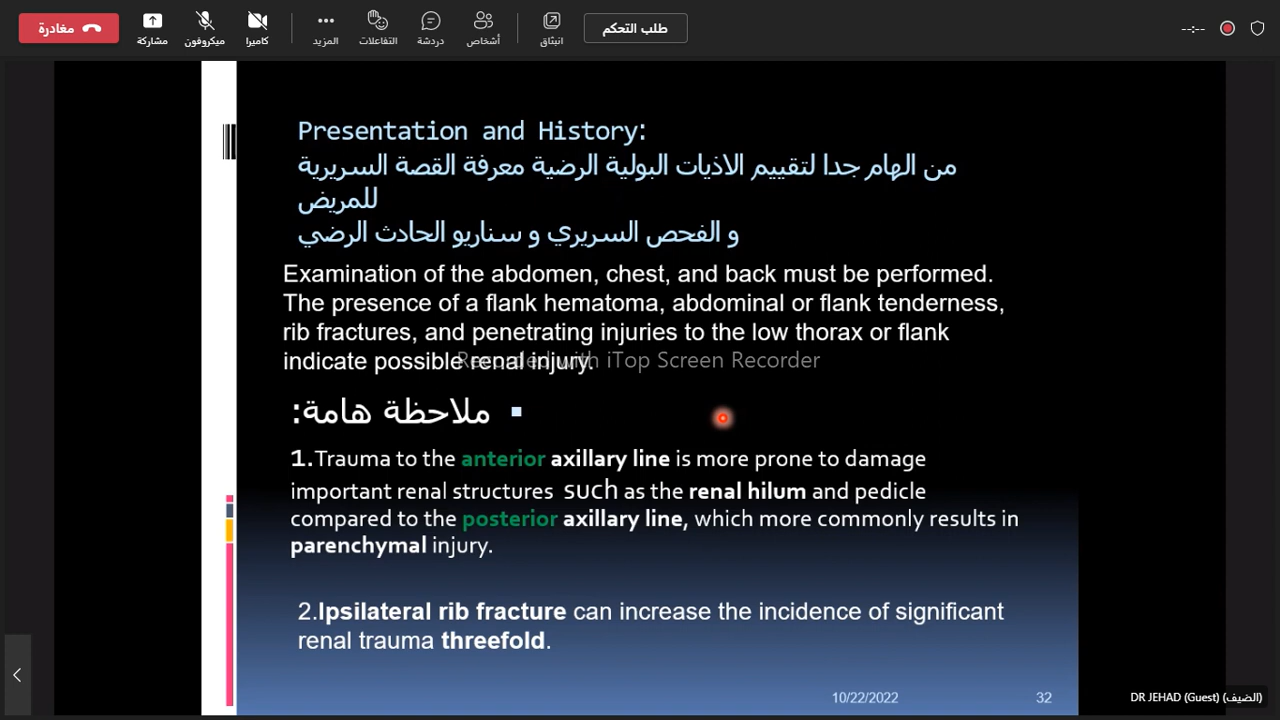 مغادرة
مشاركة
ميكروفون
كاميرا
المزيد
التفاعلات
دردشة
أشخاص
انبثاق
طلب التحكم
--:--
Presentation and History:
من الهام جدا لتقييم الاذيات البولية الرضية معرفة القصة السريرية
للمريض
و الفحص السريري و سناريو الحادث الرضي
Examination of the abdomen, chest, and back must be performed.
The presence of a flank hematoma, abdominal or flank tenderness,
rib fractures, and penetrating injuries to the low thorax or flank
indicate possible renal injury.
Recorded with iTop Screen Recorder
ملاحظة هامة:
1.Trauma to the anterior axillary line is more prone to damage
important renal structures such as the renal hilum and pedicle
compared to the posterior axillary line, which more commonly results in
parenchymal injury.
2.Ipsilateral rib fracture can increase the incidence of significant
renal trauma threefold.
10/22/2022
32
DR JEHAD (Guest) (الضيف)